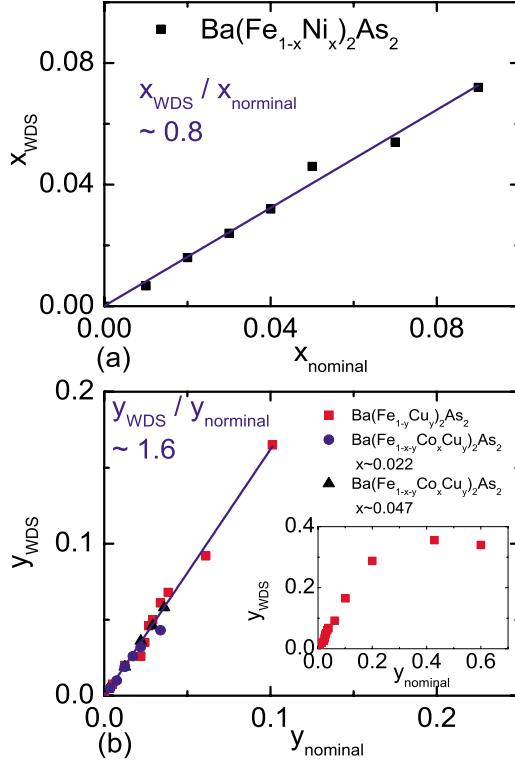 Ba(Fe1-xNix)2As2
0.08
xWDS / xnorminal
~ 0.8
xWDS
0.04
0.00
0.00 0.04 0.08
(a)
xnominal
0.2
yWDS / ynorminal
~ 1.6
Ba(Fe1-yCuy)2As2
Ba(Fe1-x-yCoxCuy)2As2
x~0.022
Ba(Fe1-x-yCoxCuy)2As2
x~0.047
yWDS
0.1
0.0
0.0 0.1 0.2
(b)
ynominal
0.4
yWDS
0.2
0.0
0.0 0.2 0.4 0.6
ynominal